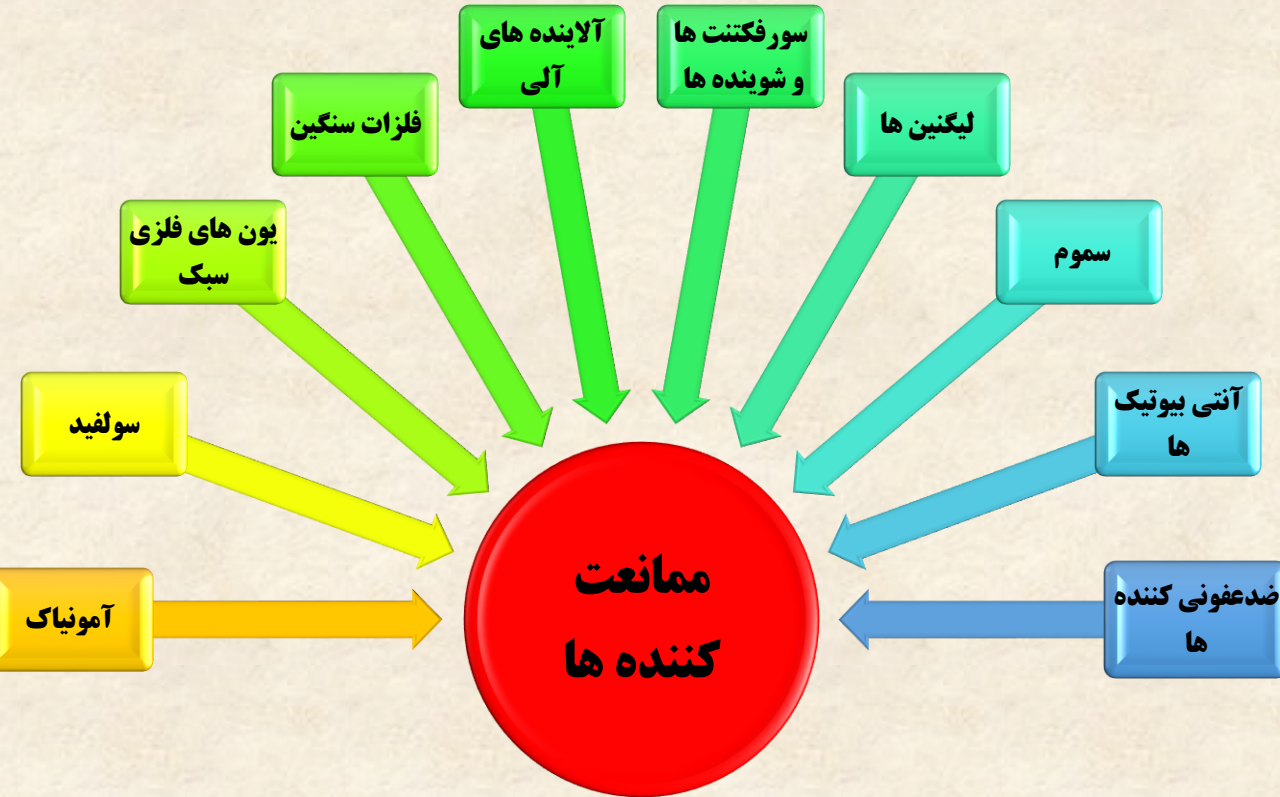 سورفکتنت ها
و شوینده ها
آلاینده های
آلی
لیگنین ها
فلزات سنگین
سموم
یون های فلزی
سبک
آنتی بیوتیک
ها
سولفید
ضدعفونی کننده
ها
آمونیاک
ممانعت
کننده ها